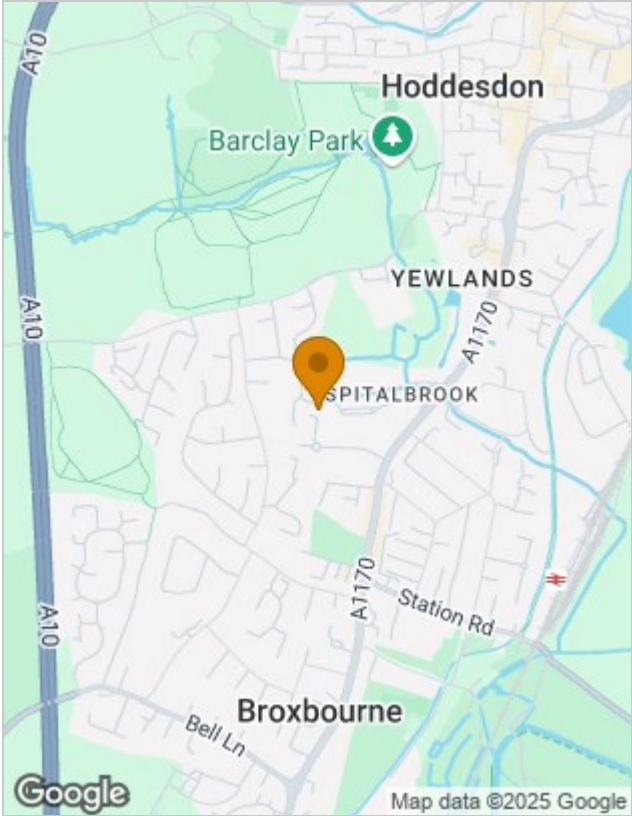 A10
Hoddesdon
Barclay Park
YEWLANDS
A10
A1170
SPITALBROOK
A1170
Station Rd
A10
Broxbourne
Bell Ln
Google
Map data ©2025 Google